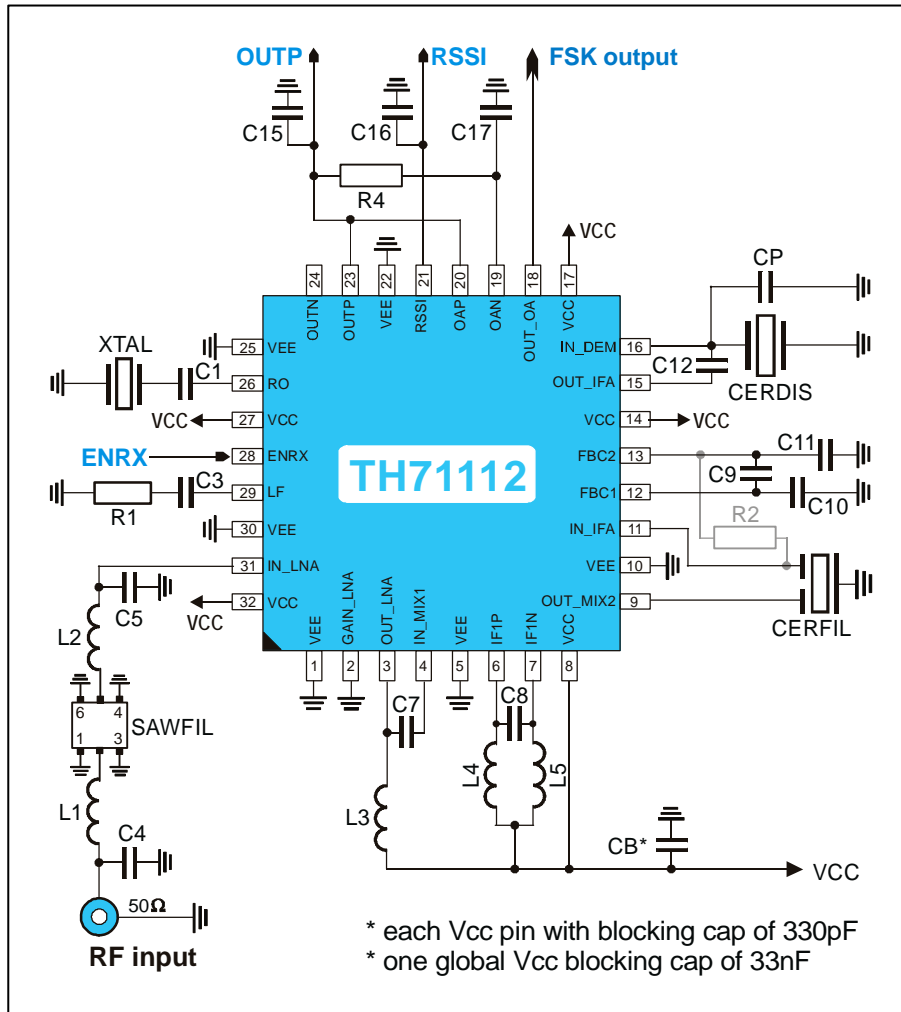 OUTP RSSI FSK output
C15 C16 C17
R4
VCC
24 23 22 21 20 19 18 17
OUTN OUTP VEE RSSI OAP OAN OUT_OA VCC
CP
XTAL
25 VEE
IN_DEM 16
C1
26 RO
C12
OUT_IFA 15
CERDIS
VCC 27 VCC
VCC 14 VCC
ENRX 28 ENRX
FBC2 13
C11
TH71112
C9
C3
29 LF
FBC1 12
C10
R1
R2
30 VEE
IN_IFA 11
31 IN_LNA
VEE 10
C5
VCC 32 VCC
OUT_MIX2 9
CERFIL
L2
VEE GAIN_LNA OUT_LNA IN_MIX1 VEE IF1P IF1N VCC
1 2 3 4 5 6 7 8
6 4
SAWFIL
1 3
C7 C8
L4 L5
L1
L3
C4
CB*
VCC
50Ω
RF input
* each Vcc pin with blocking cap of 330pF
* one global Vcc blocking cap of 33nF